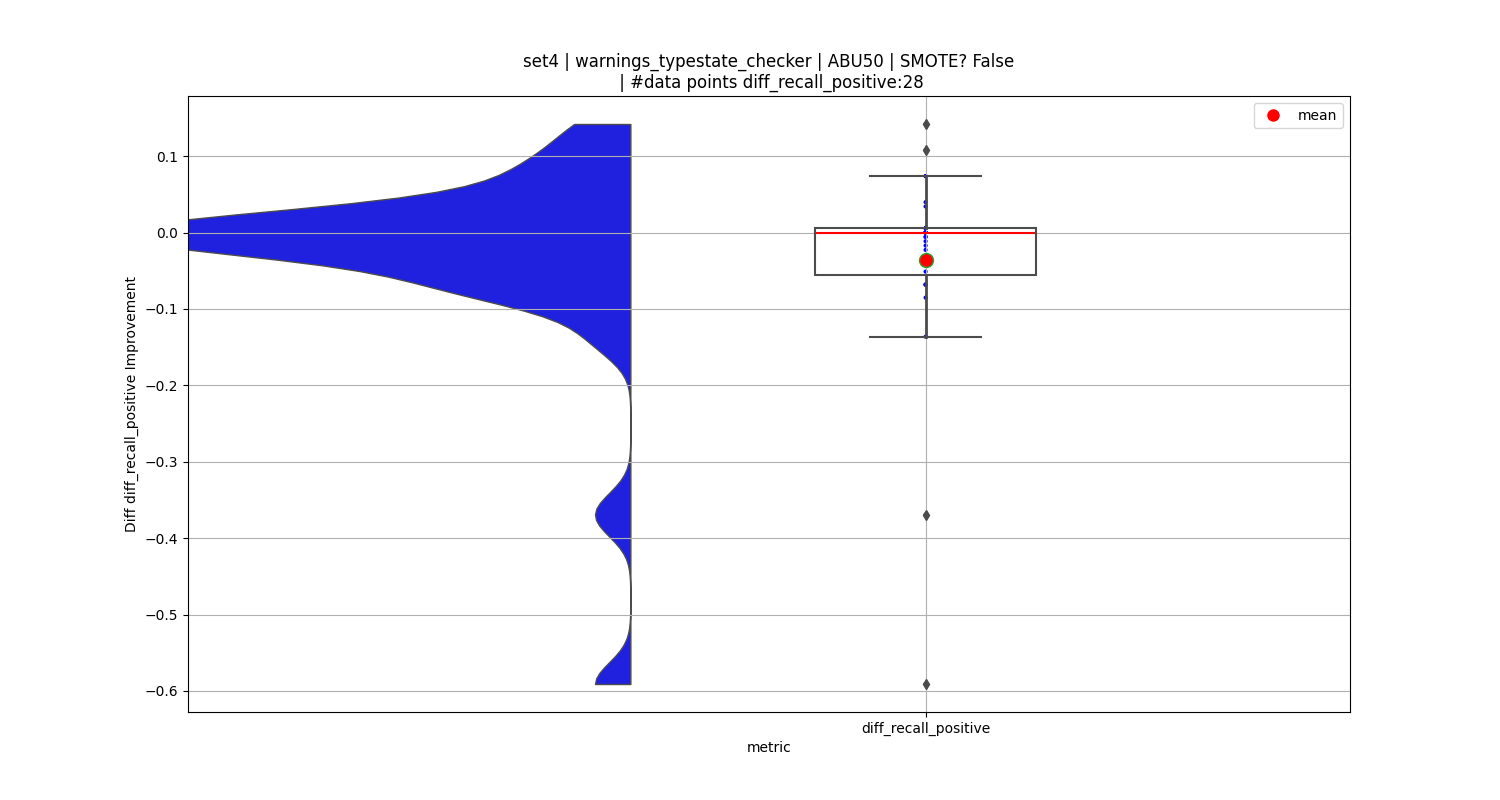 set4 | warnings_typestate_checker | ABU50 | SMOTE? False
| #data points diff_recall_positive:28
mean
0.1
0.0
−0.1
−0.2
−0.3
−0.4
−0.5
−0.6
Diff diff_recall_positive Improvement
diff_recall_positive
metric